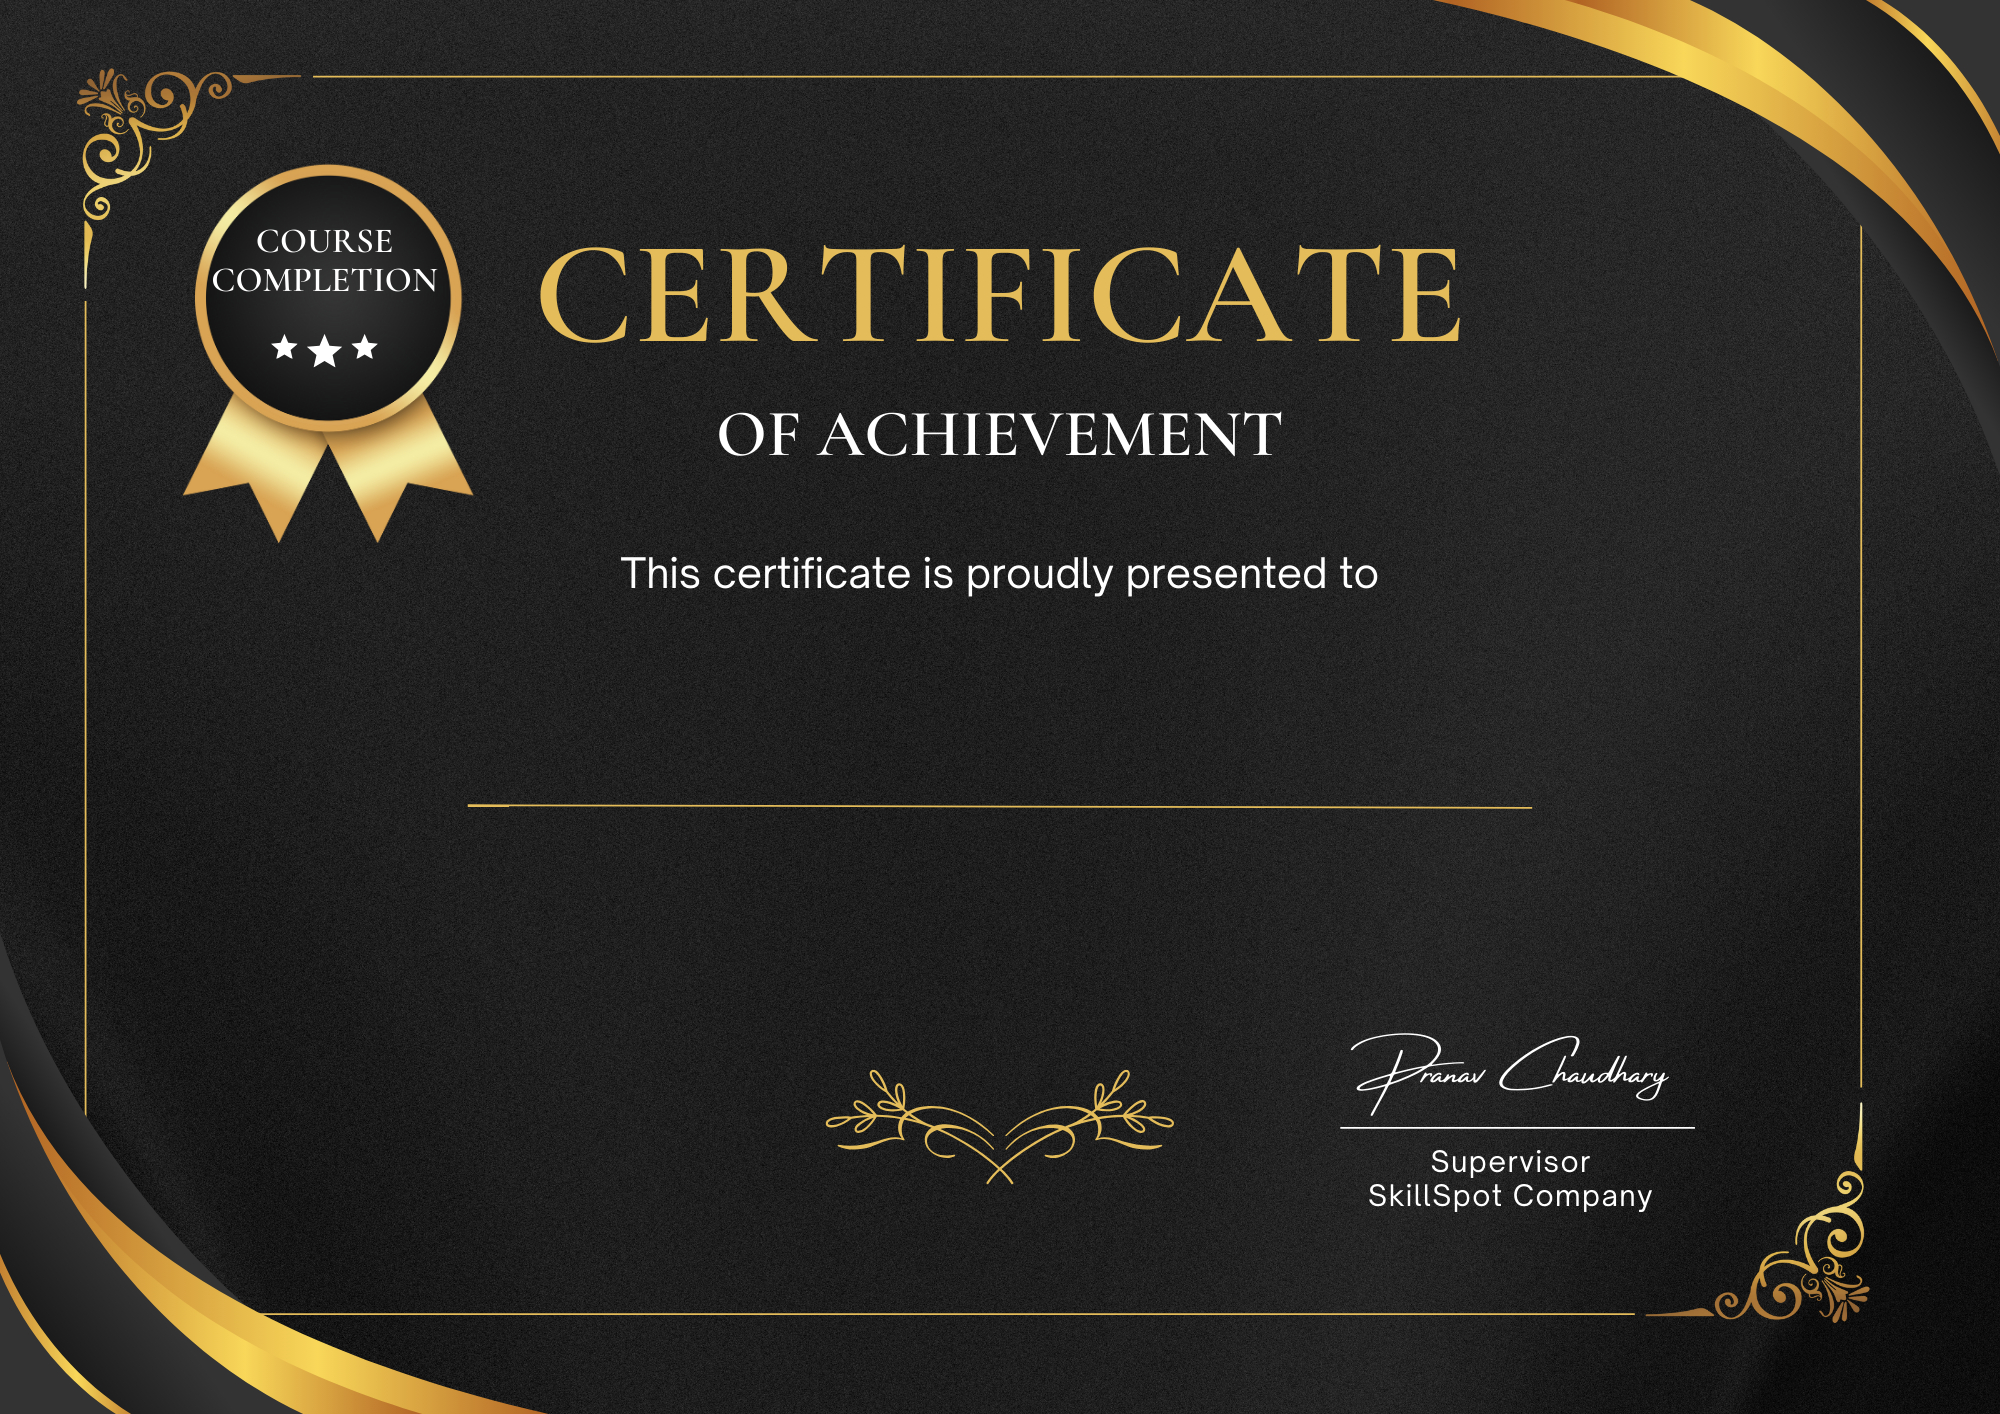 COURSE
COMPLETION
CERTIFICATE
OF ACHIEVEMENT
This certificate is proudly presented to
Pranav Chaudhary
Supervisor
SkillSpot Company